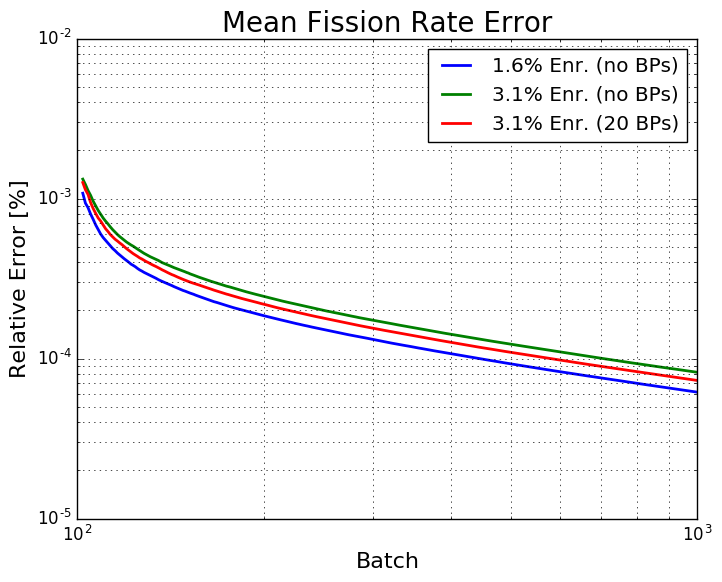 Mean Fission Rate Error
10^-2
1.6% Enr. (no BPs)
3.1% Enr. (no BPs)
3.1% Enr. (20 BPs)
10^-3
Relative Error [%]
10^-4
10^-5
10^2
10^3
Batch